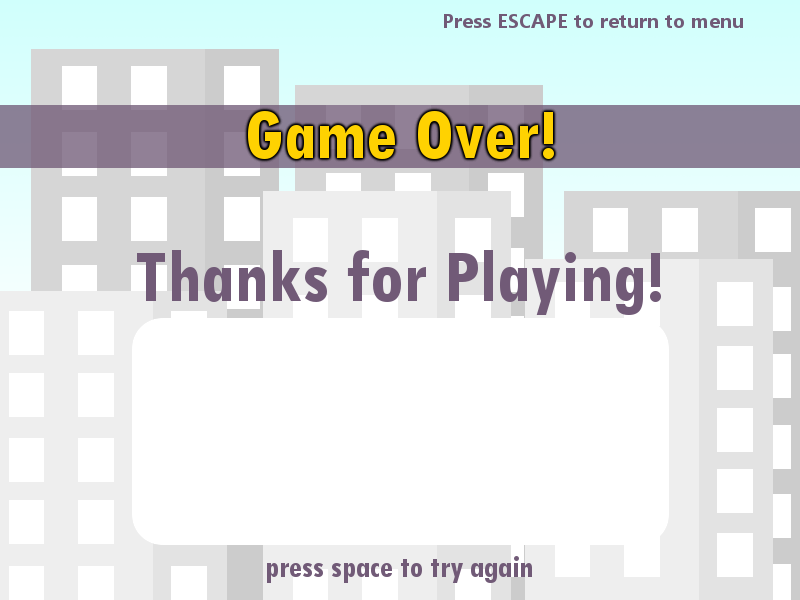 Press ESCAPE to return to menu
Game Over!
Thanks for Playing!
press space to try again